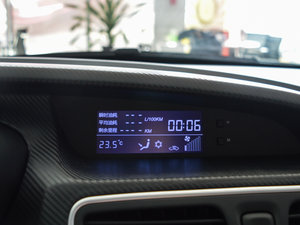 瞬时油耗 --- L/100KM
平均油耗 ---
剩余里程 --- KM
00:06
23.5℃
H
M